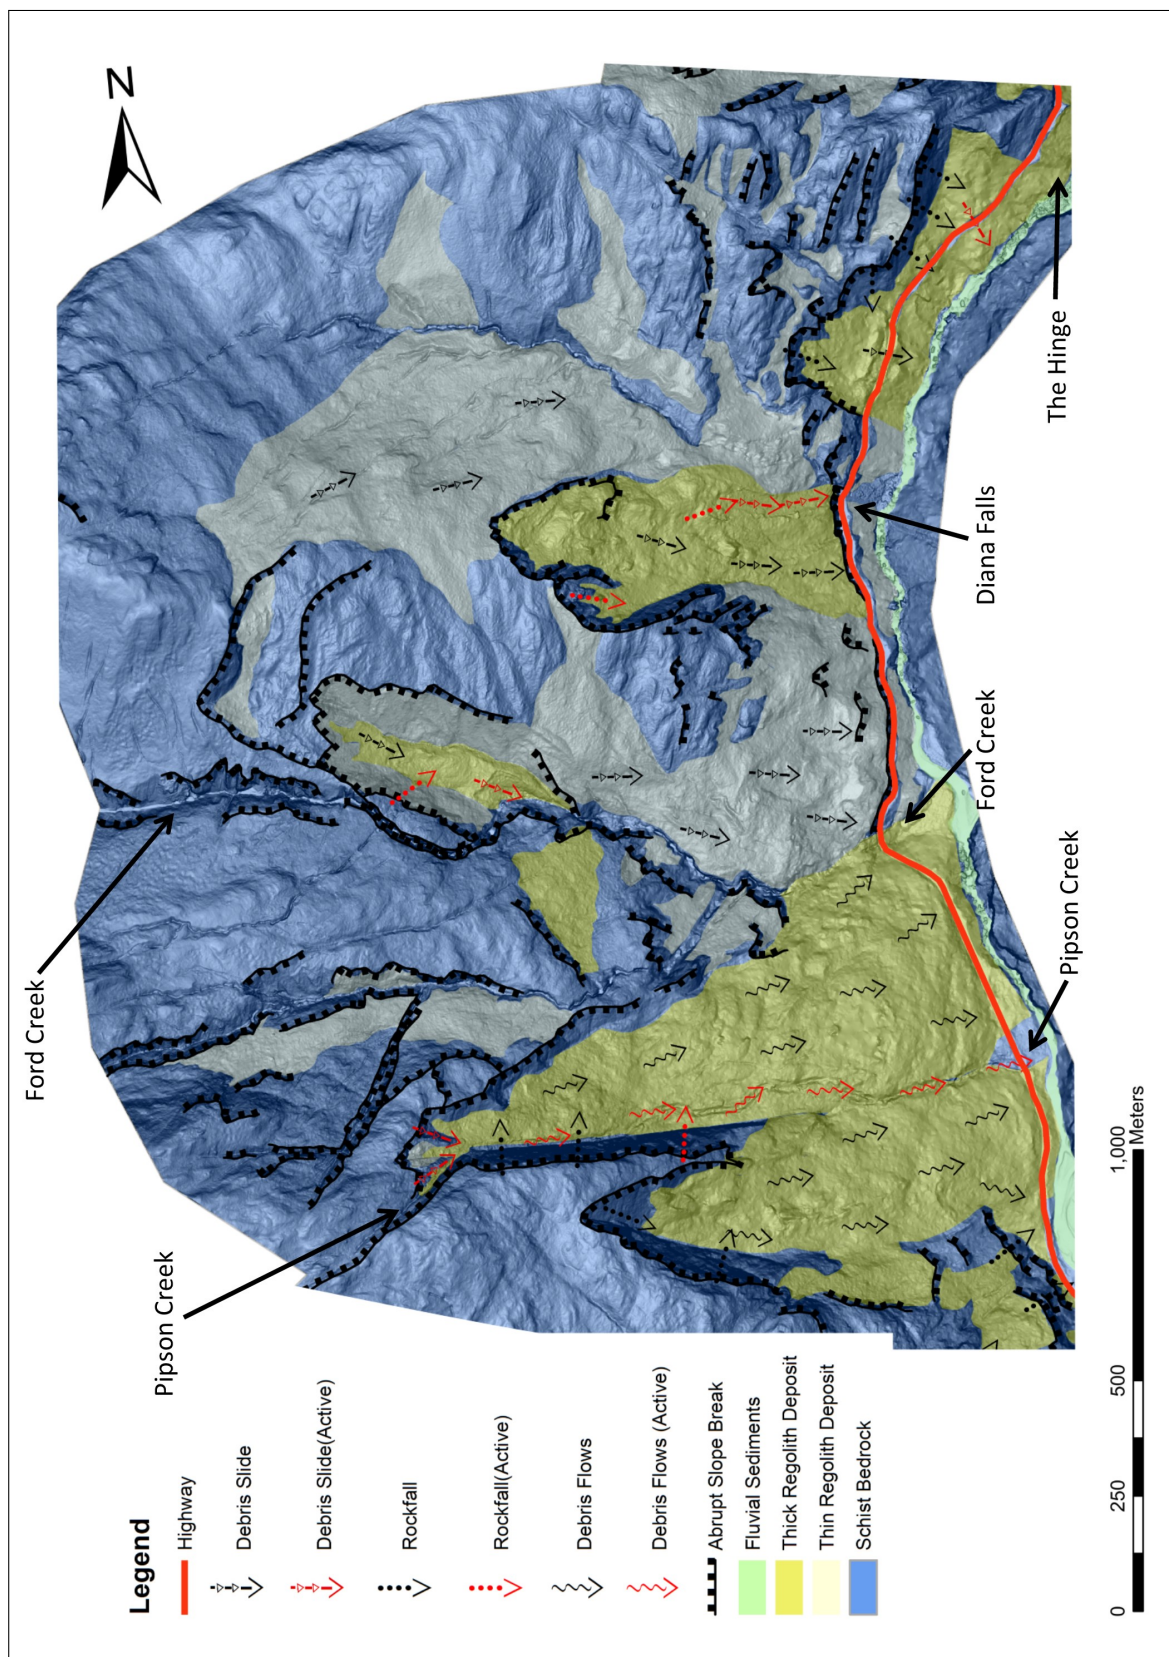 N
Ford Creek
Pipson Creek
The Hinge
Diana Falls
Ford Creek
Pipson Creek
Legend
Highway
Debris Slide
Debris Slide(Active)
Rockfall
Rockfall(Active)
Debris Flows
Debris Flows (Active)
Abrupt Slope Break
Fluvial Sediments
Thick Regolith Deposit
Thin Regolith Deposit
Schist Bedrock
0 250 500 1,000
Meters